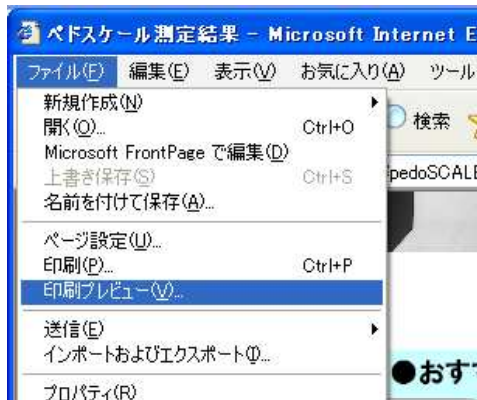 ペドスケール測定結果 - Microsoft Internet E
ファイル(F) 編集(E) 表示(V) お気に入り(A) ツール
新規作成(N)
開く(O)... Ctrl+O
検索
Microsoft FrontPage で編集(D)
上書き保存(S) Ctrl+S
pedoSCALE
名前を付けて保存(A)...
ページ設定(U)...
印刷(P)... Ctrl+P
印刷プレビュー(V)...
送信(E)
インポートおよびエクスポート(I)...
●おす
プロパティ(R)